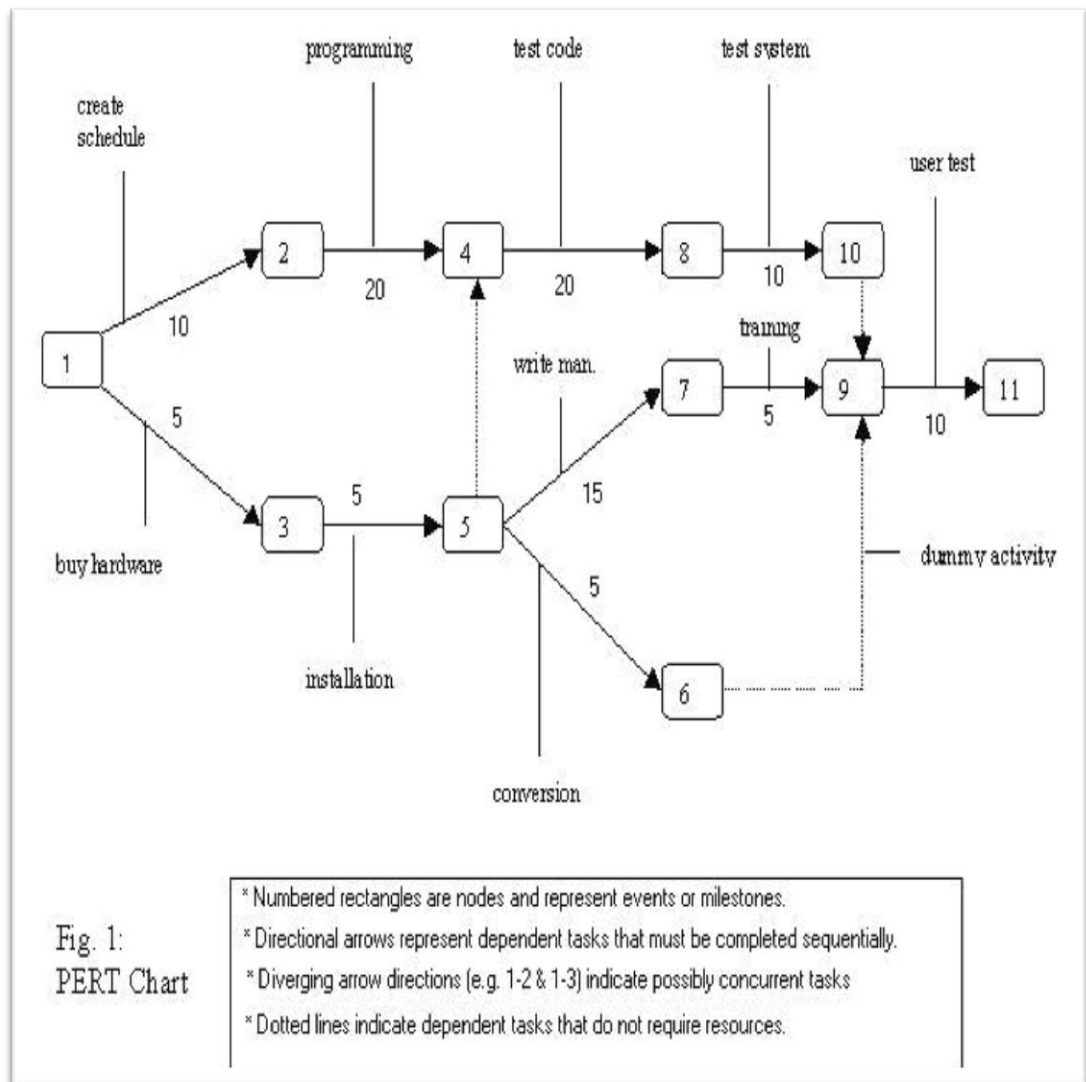 programming
test code
test system
create
schedule
user test
2
4
8
10
20
20
10
10
1
training
write man.
7
9
11
5
5
10
5
15
3
5
dummy activity
buy hardware
5
6
installation
conversion
Fig. 1:
PERT Chart
* Numbered rectangles are nodes and represent events or milestones.
* Directional arrows represent dependent tasks that must be completed sequentially.
* Diverging arrow directions (e.g. 1-2 & 1-3) indicate possibly concurrent tasks
* Dotted lines indicate dependent tasks that do not require resources.